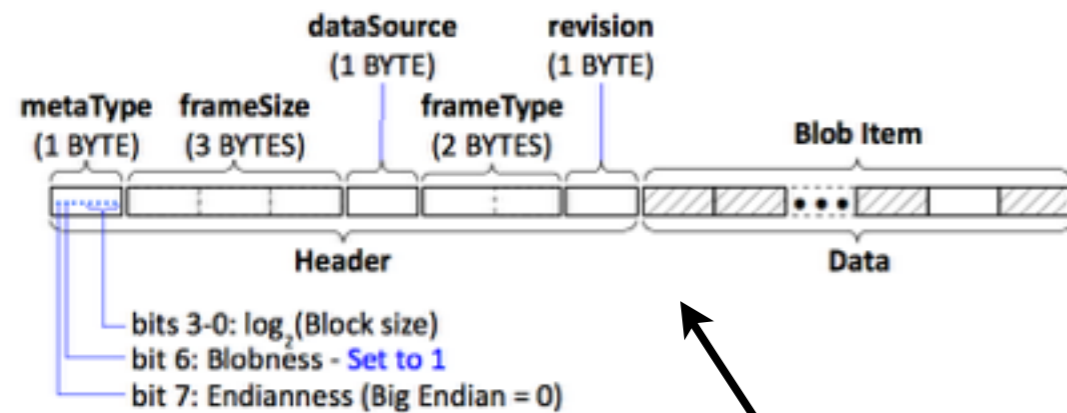 dataSource revision
(1 BYTE) (1 BYTE)
metaType frameSize frameType
(1 BYTE) (3 BYTES) (2 BYTES) Blob Item
Header Data
bits 3-0: log2(Block size)
bit 6: Blobness - Set to 1
bit 7: Endianness (Big Endian = 0)